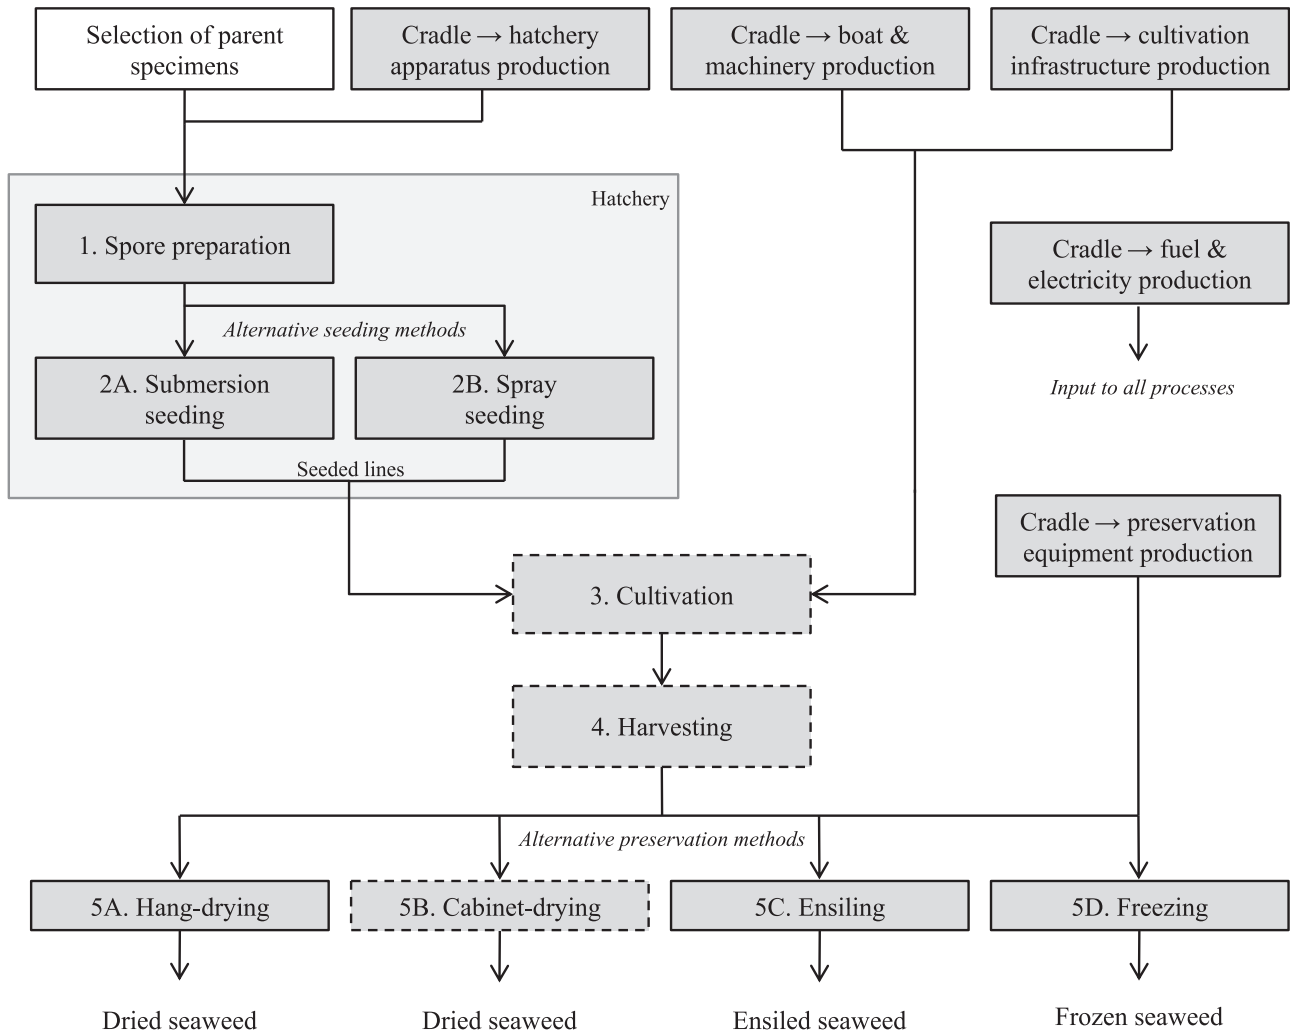 Selection of parent
specimens
Cradle → hatchery
apparatus production
Cradle → boat &
machinery production
Cradle → cultivation
infrastructure production
Hatchery
1. Spore preparation
Cradle → fuel &
electricity production
Alternative seeding methods
2A. Submersion
seeding
2B. Spray
seeding
Input to all processes
Seeded lines
Cradle → preservation
equipment production
3. Cultivation
4. Harvesting
Alternative preservation methods
5A. Hang-drying
5B. Cabinet-drying
5C. Ensiling
5D. Freezing
Dried seaweed
Dried seaweed
Ensiled seaweed
Frozen seaweed